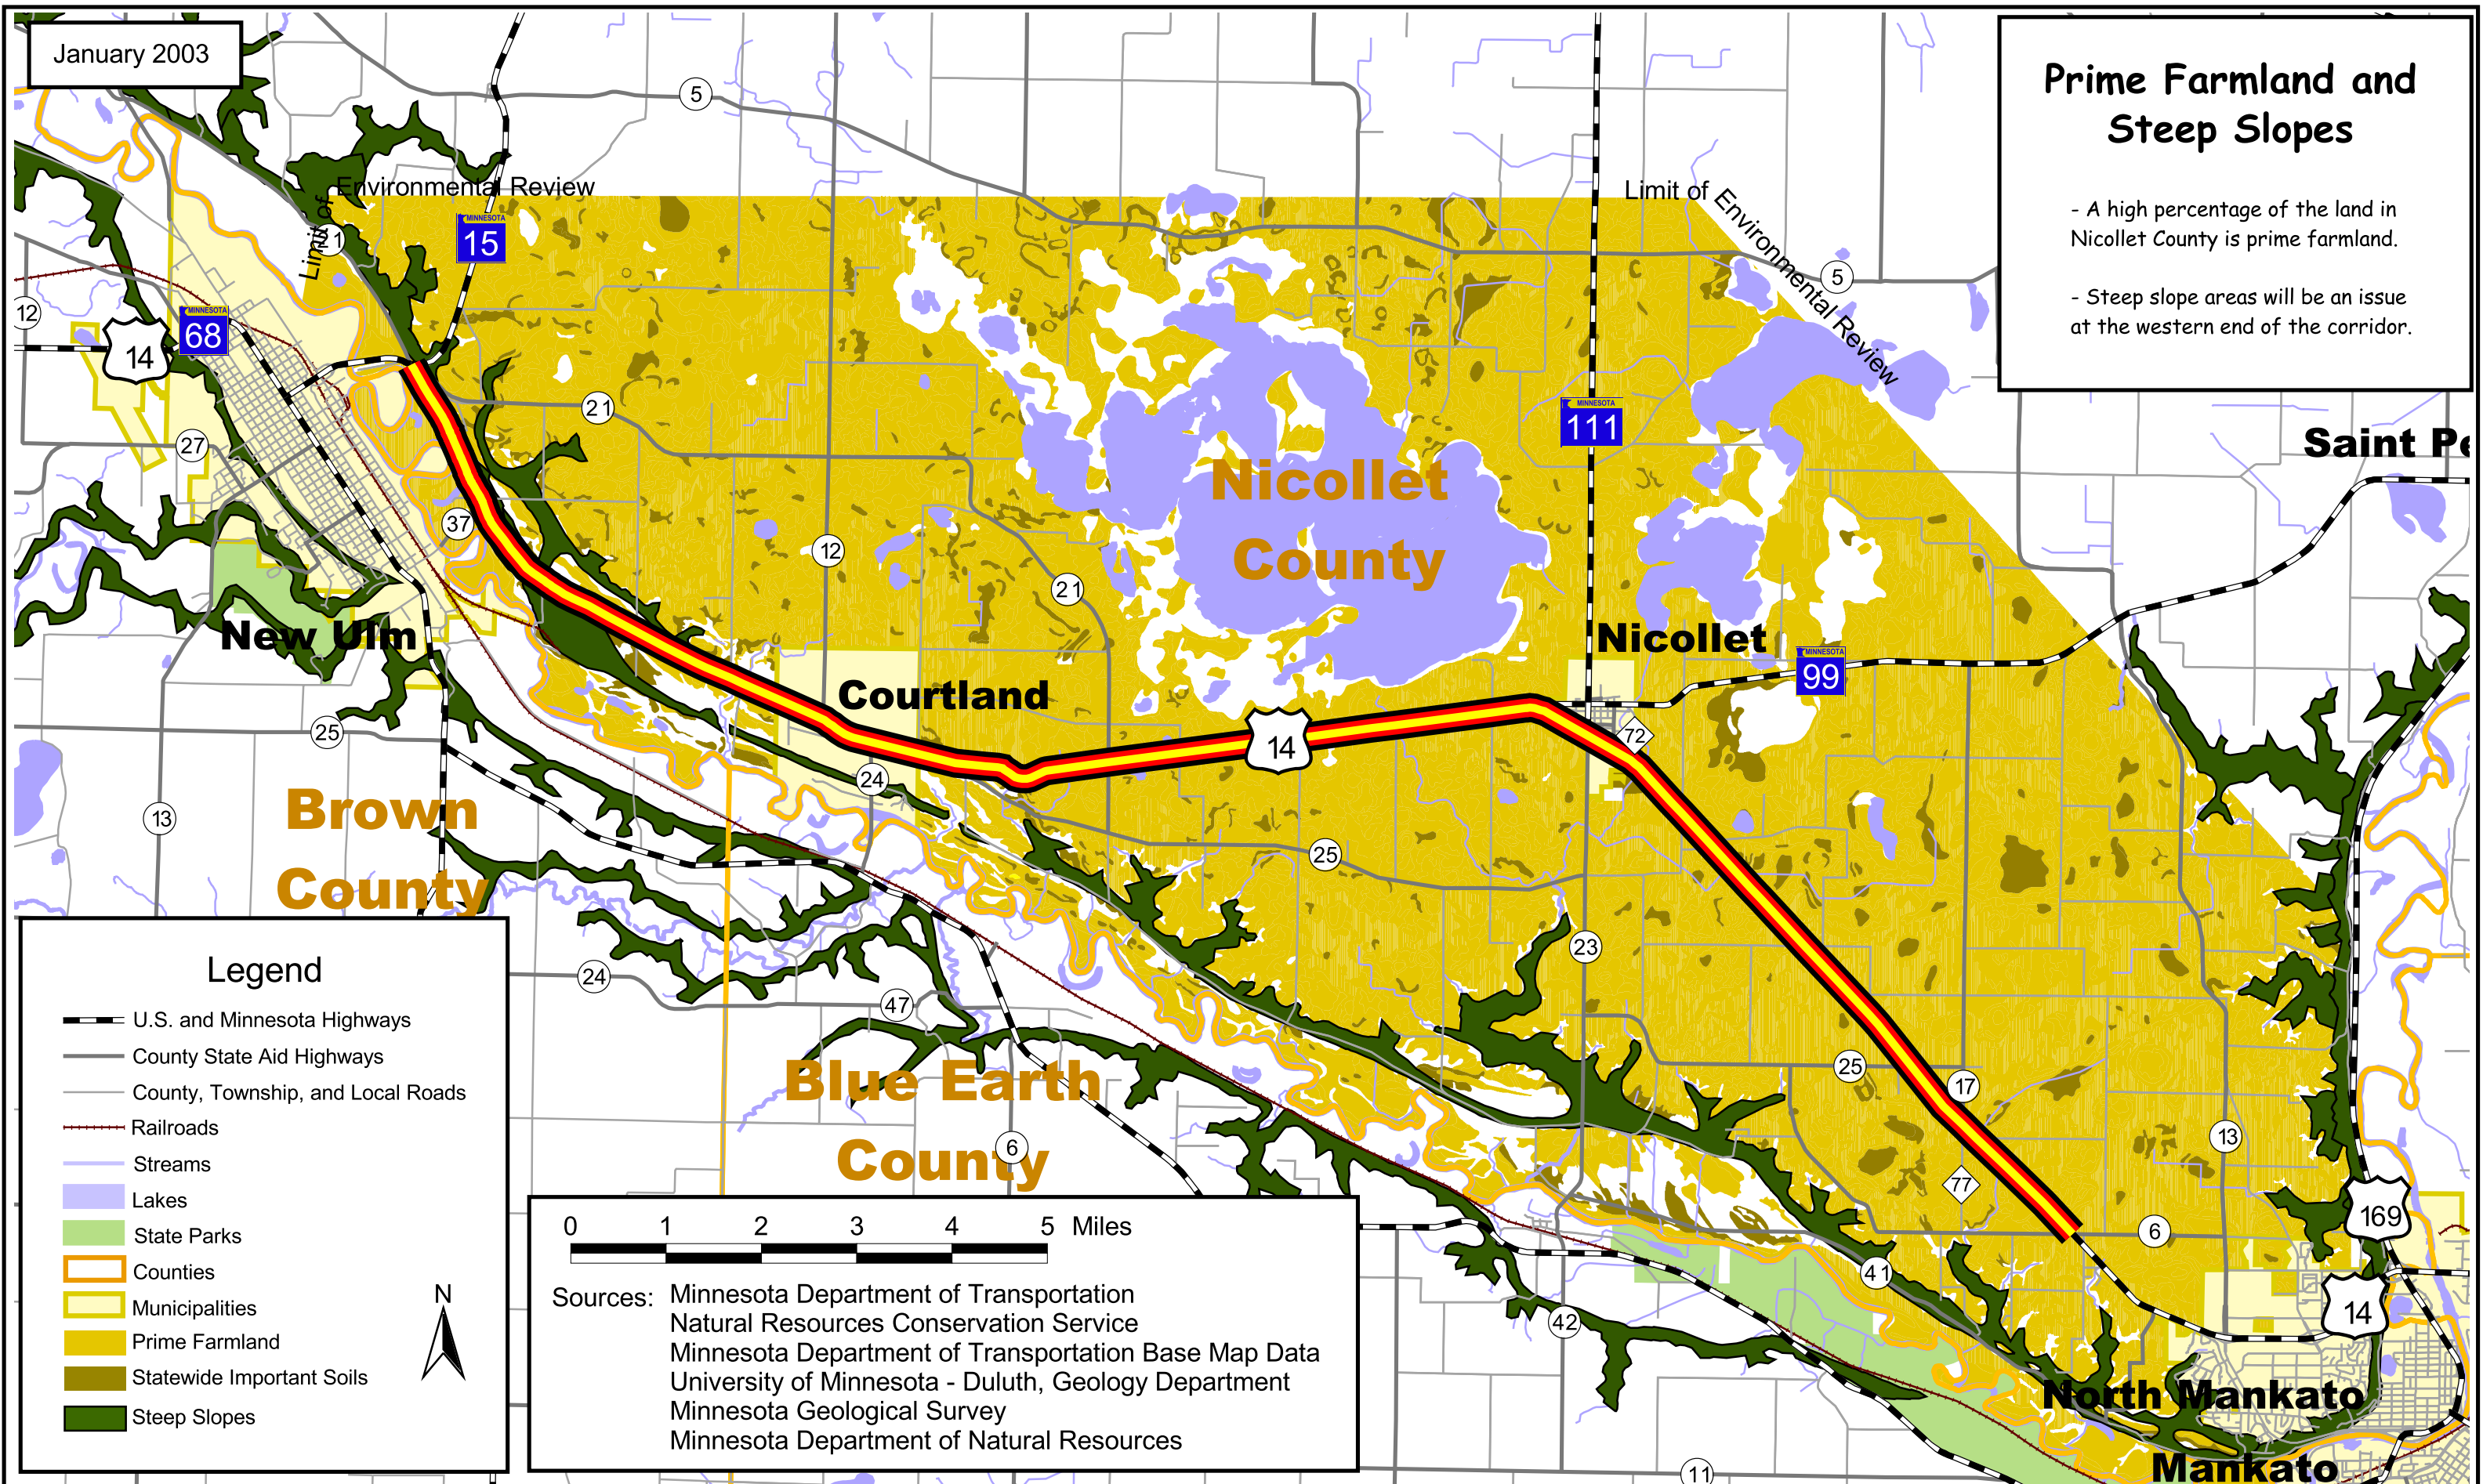 January 2003
Prime Farmland and
Steep Slopes
- A high percentage of the land in
Nicollet County is prime farmland.
- Steep slope areas will be an issue
at the western end of the corridor.
5
Limit of Environmental Review
Limit of Environmental Review
MINNESOTA
15
11
5
12
14
MINNESOTA
68
21
27
MINNESOTA
111
Saint Pe
Nicollet
County
37
12
21
New Ulm
Nicollet
MINNESOTA
99
Courtland
25
14
72
24
Brown
County
13
25
23
24
47
Blue Earth
County
6
25
17
13
77
6
169
41
14
42
North Mankato
Mankato
11
Legend
U.S. and Minnesota Highways
County State Aid Highways
County, Township, and Local Roads
Railroads
Streams
Lakes
State Parks
Counties
Municipalities
Prime Farmland
Statewide Important Soils
Steep Slopes
N
0 1 2 3 4 5 Miles
Sources: Minnesota Department of Transportation
Natural Resources Conservation Service
Minnesota Department of Transportation Base Map Data
University of Minnesota - Duluth, Geology Department
Minnesota Geological Survey
Minnesota Department of Natural Resources